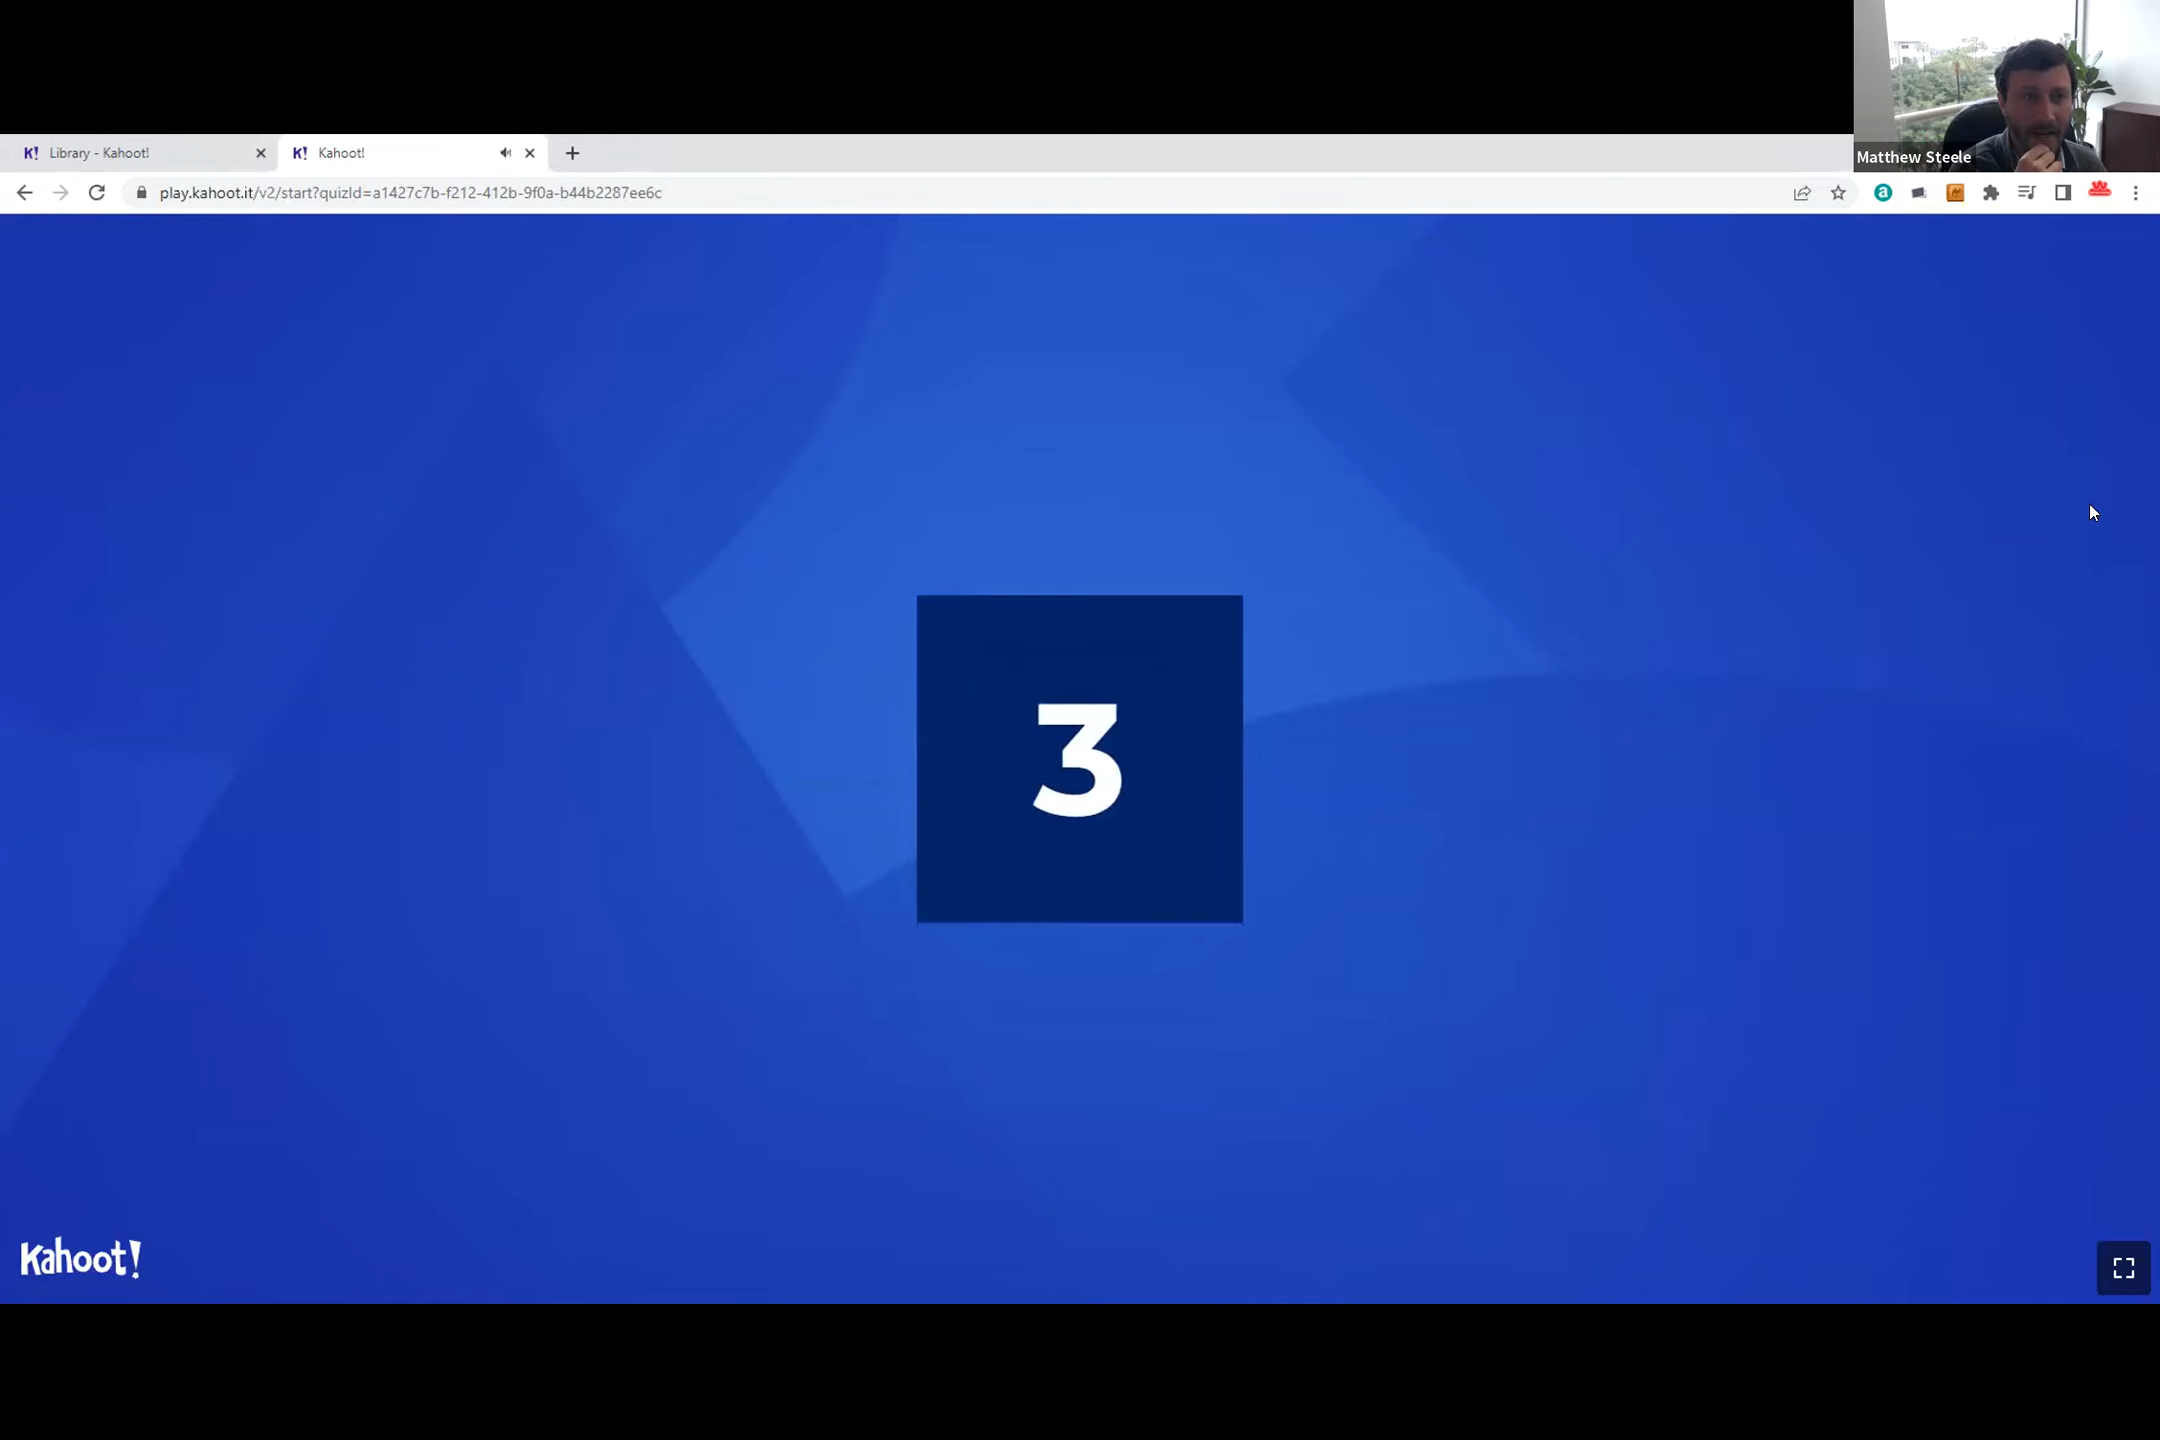 Matthew Steele
K! Library - Kahoot!
K! Kahoot!
play.kahoot.it/v2/start?quizId=a1427c7b-f212-412b-9f0a-b44b2287ee6c
a
3
Kahoot!